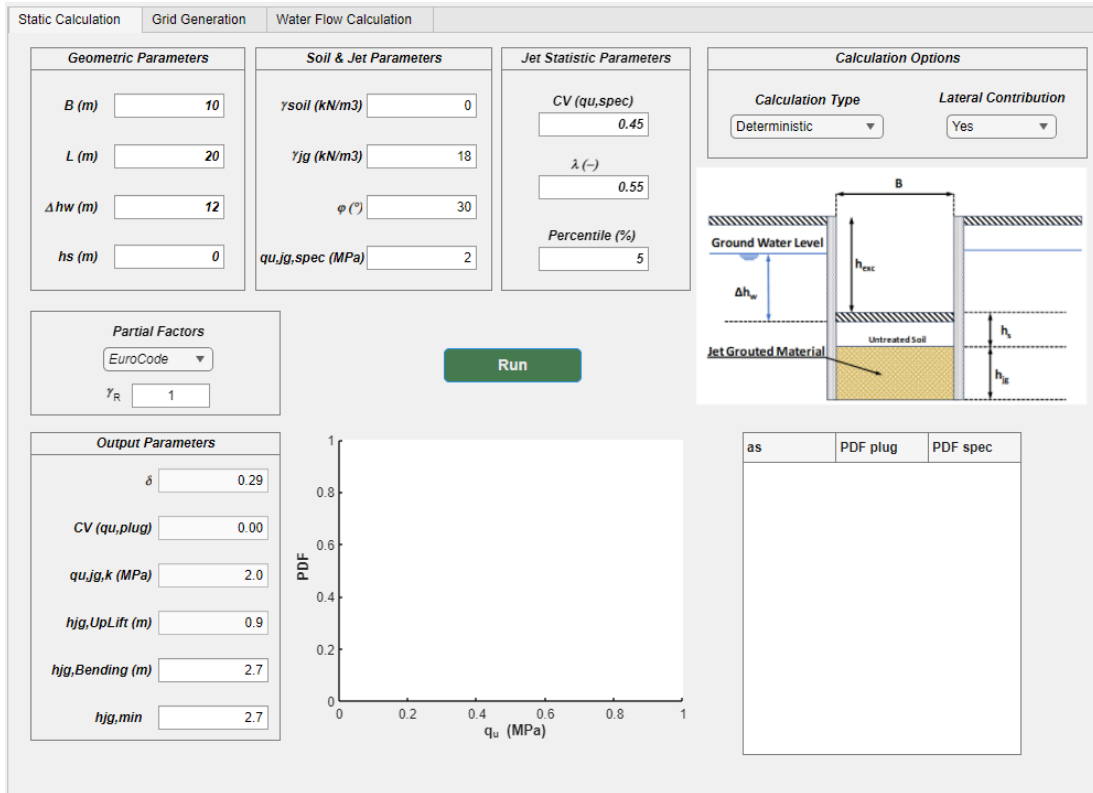 Static Calculation
Grid Generation
Water Flow Calculation
Geometric Parameters
B (m) 10
L (m) 20
Δhw (m) 12
hs (m) 0
Soil & Jet Parameters
γsoil (kN/m3) 0
γjg (kN/m3) 18
φ (°) 30
qu,jg,spec (MPa) 2
Jet Statistic Parameters
CV (qu,spec)
0.45
λ (–)
0.55
Percentile (%)
5
Calculation Options
Calculation Type
Deterministic
Lateral Contribution
Yes
B
Ground Water Level
hexc
Δhw
hs
Untreated Soil
Jet Grouted Material
hjg
Partial Factors
EuroCode
γR 1
Run
Output Parameters
δ 0.29
CV (qu,plug) 0.00
qu,jg,k (MPa) 2.0
hjg,UpLift (m) 0.9
hjg,Bending (m) 2.7
hjg,min 2.7
PDF
1
0.8
0.6
0.4
0.2
0
0 0.2 0.4 0.6 0.8 1
qu (MPa)
as PDF plug PDF spec